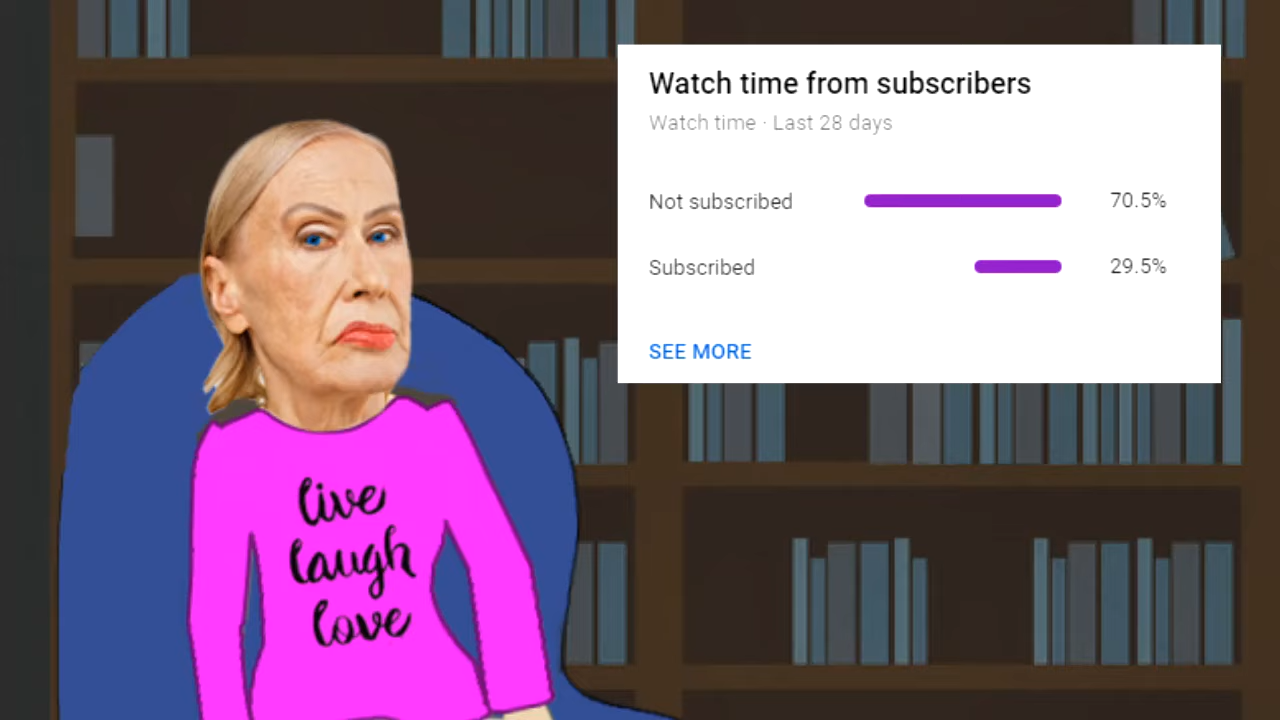 Watch time from subscribers
Watch time · Last 28 days
Not subscribed 70.5%
Subscribed 29.5%
SEE MORE
live
laugh
love